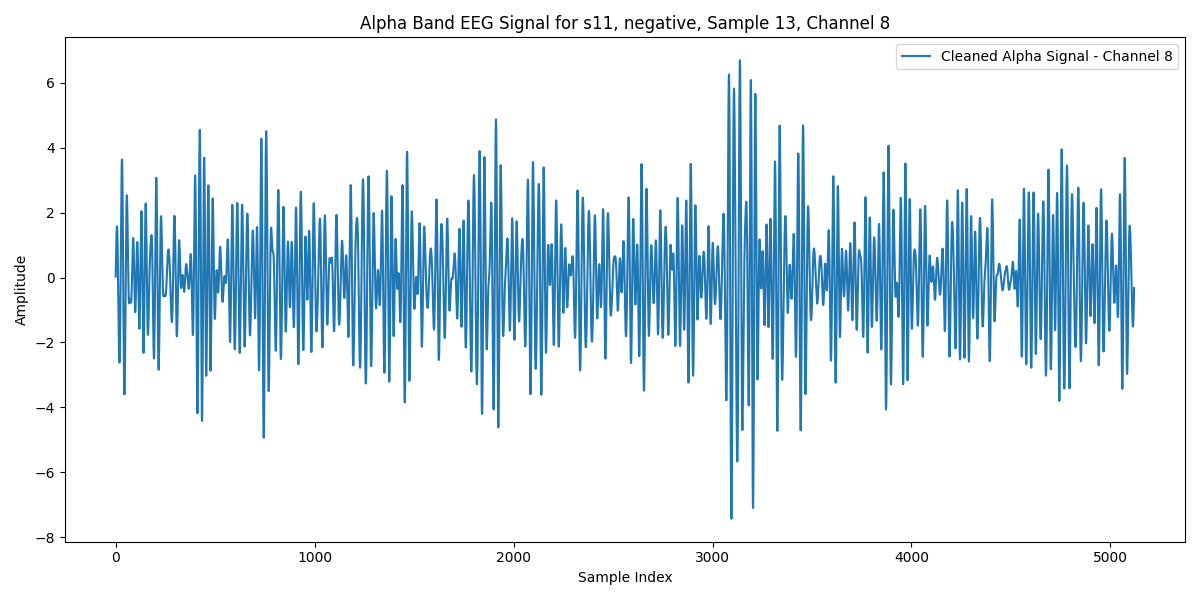 Alpha Band EEG Signal for s11, negative, Sample 13, Channel 8
Cleaned Alpha Signal - Channel 8
Amplitude
6
4
2
0
−2
−4
−6
−8
0 1000 2000 3000 4000 5000
Sample Index